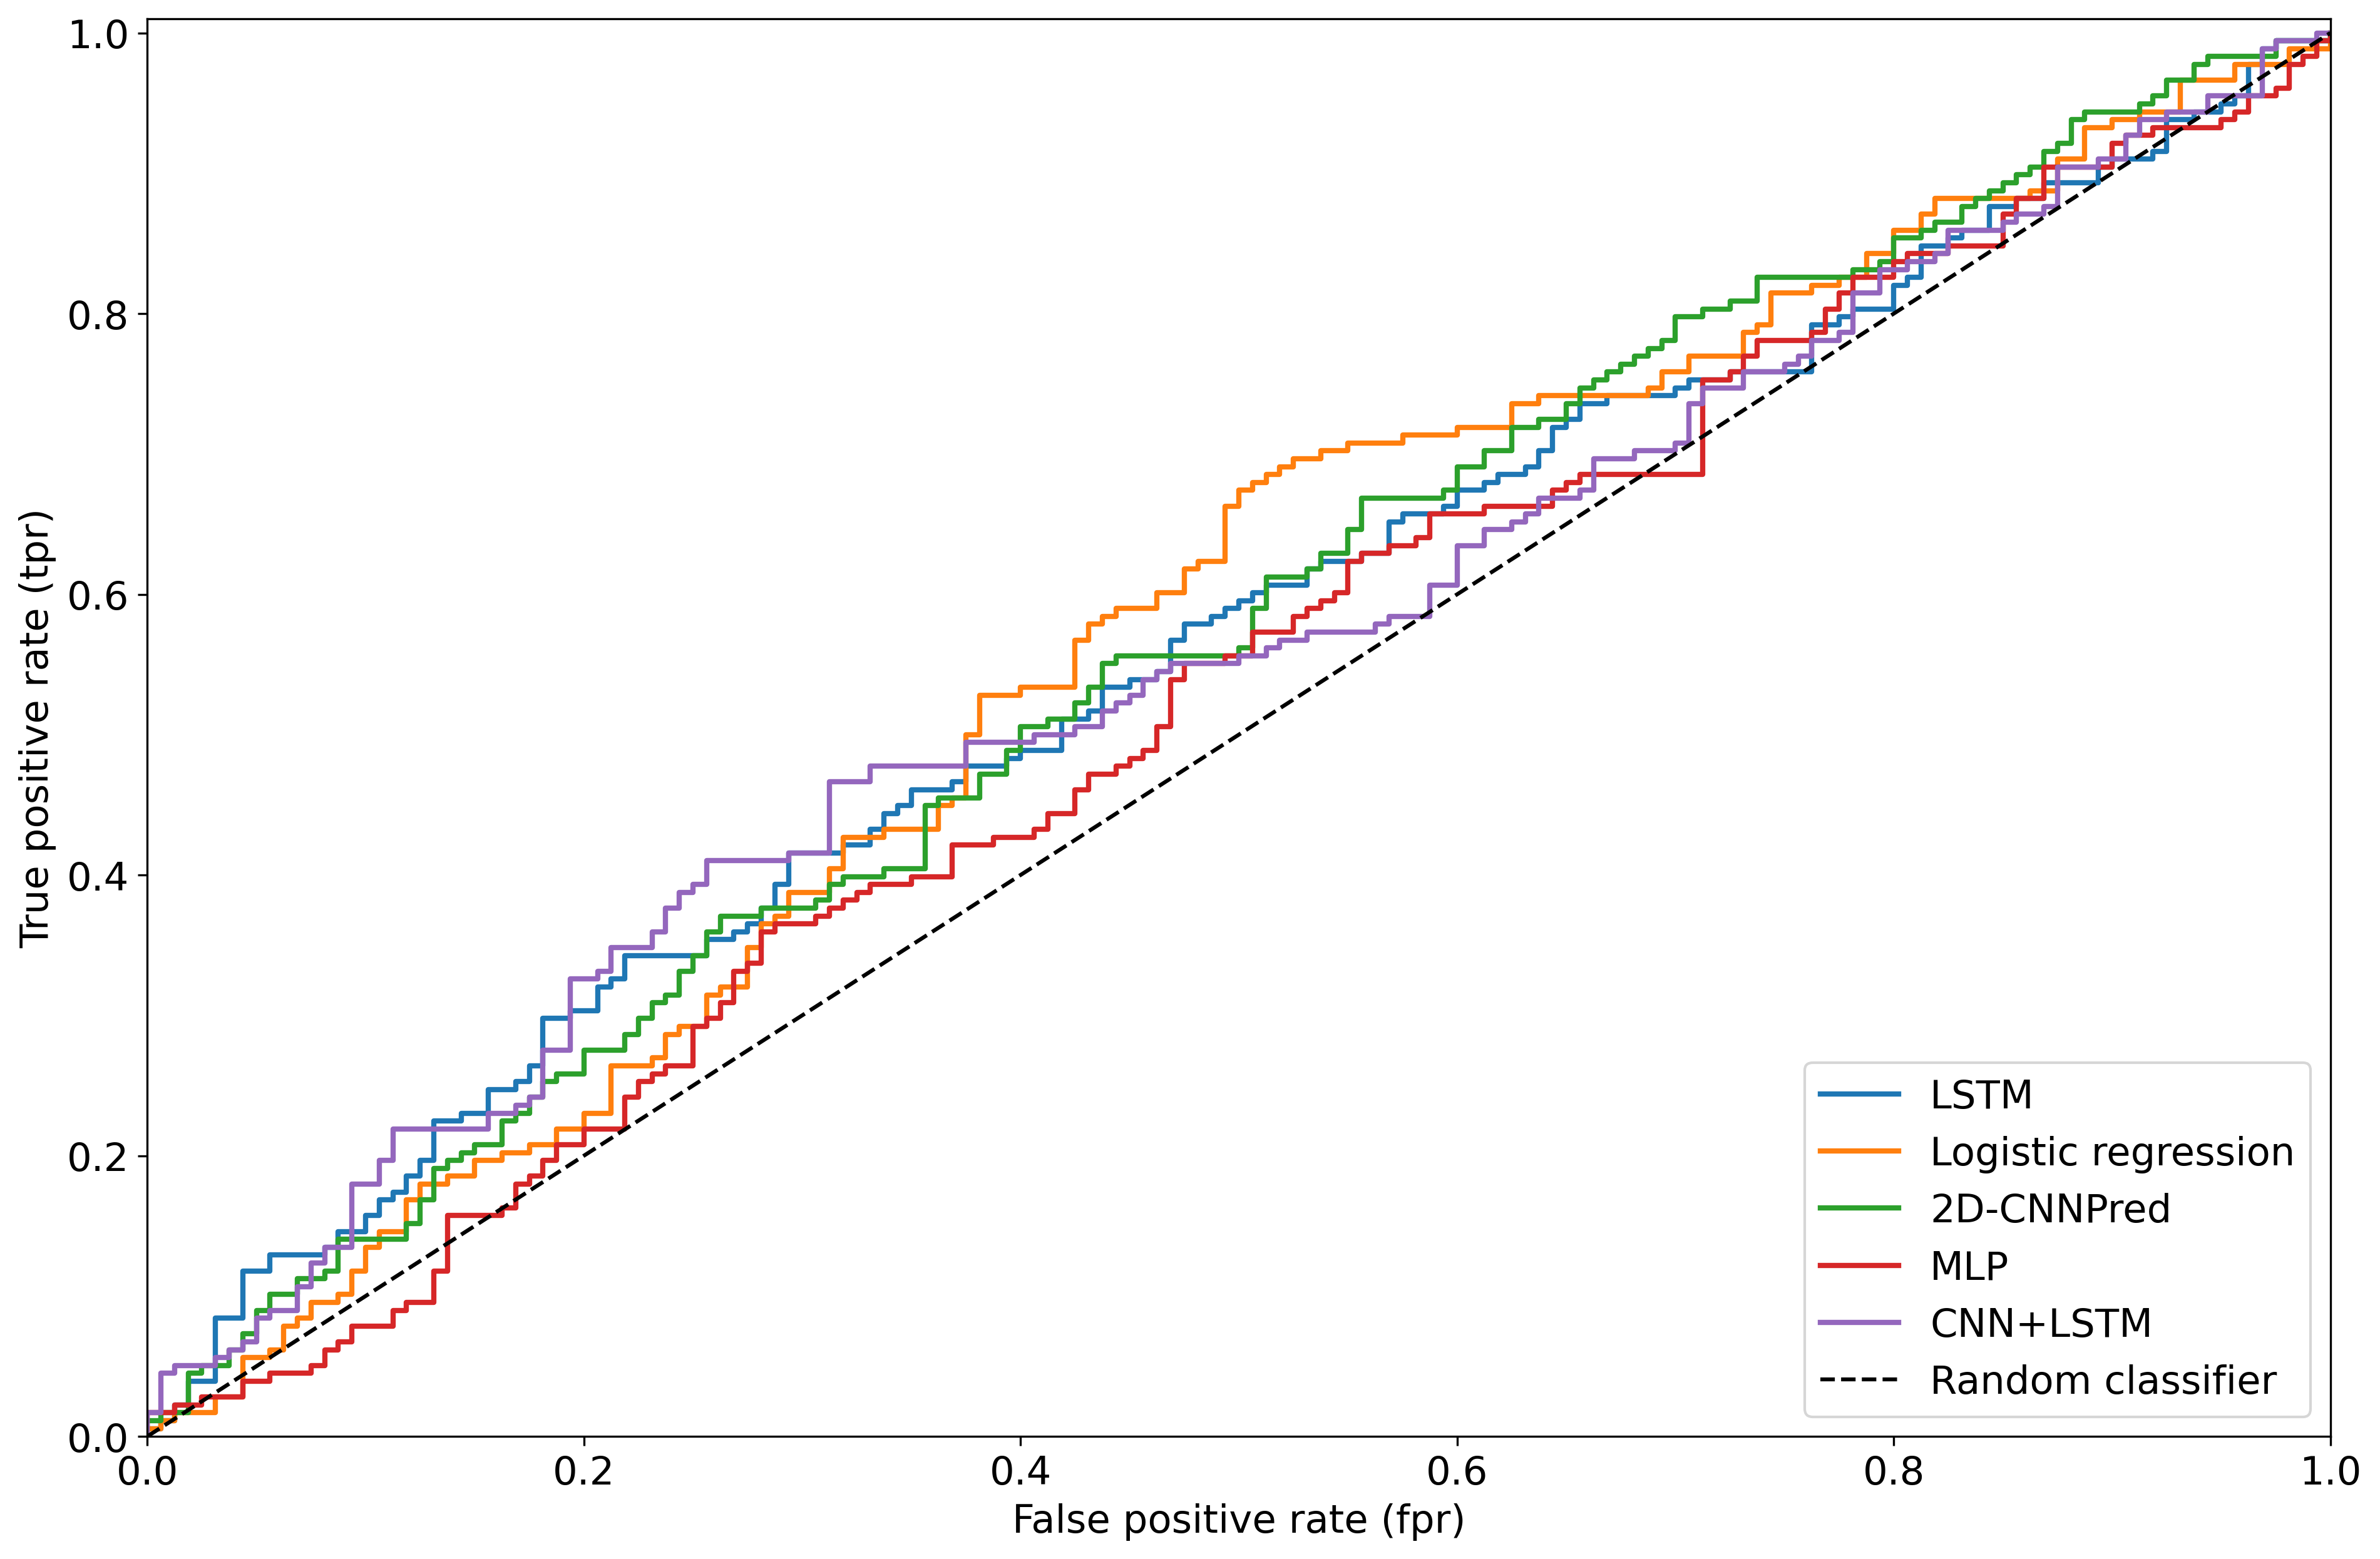 1.0
0.8
0.6
0.4
0.2
0.0
True positive rate (tpr)
0.0 0.2 0.4 0.6 0.8 1.0
False positive rate (fpr)
LSTM
Logistic regression
2D-CNNPred
MLP
CNN+LSTM
Random classifier